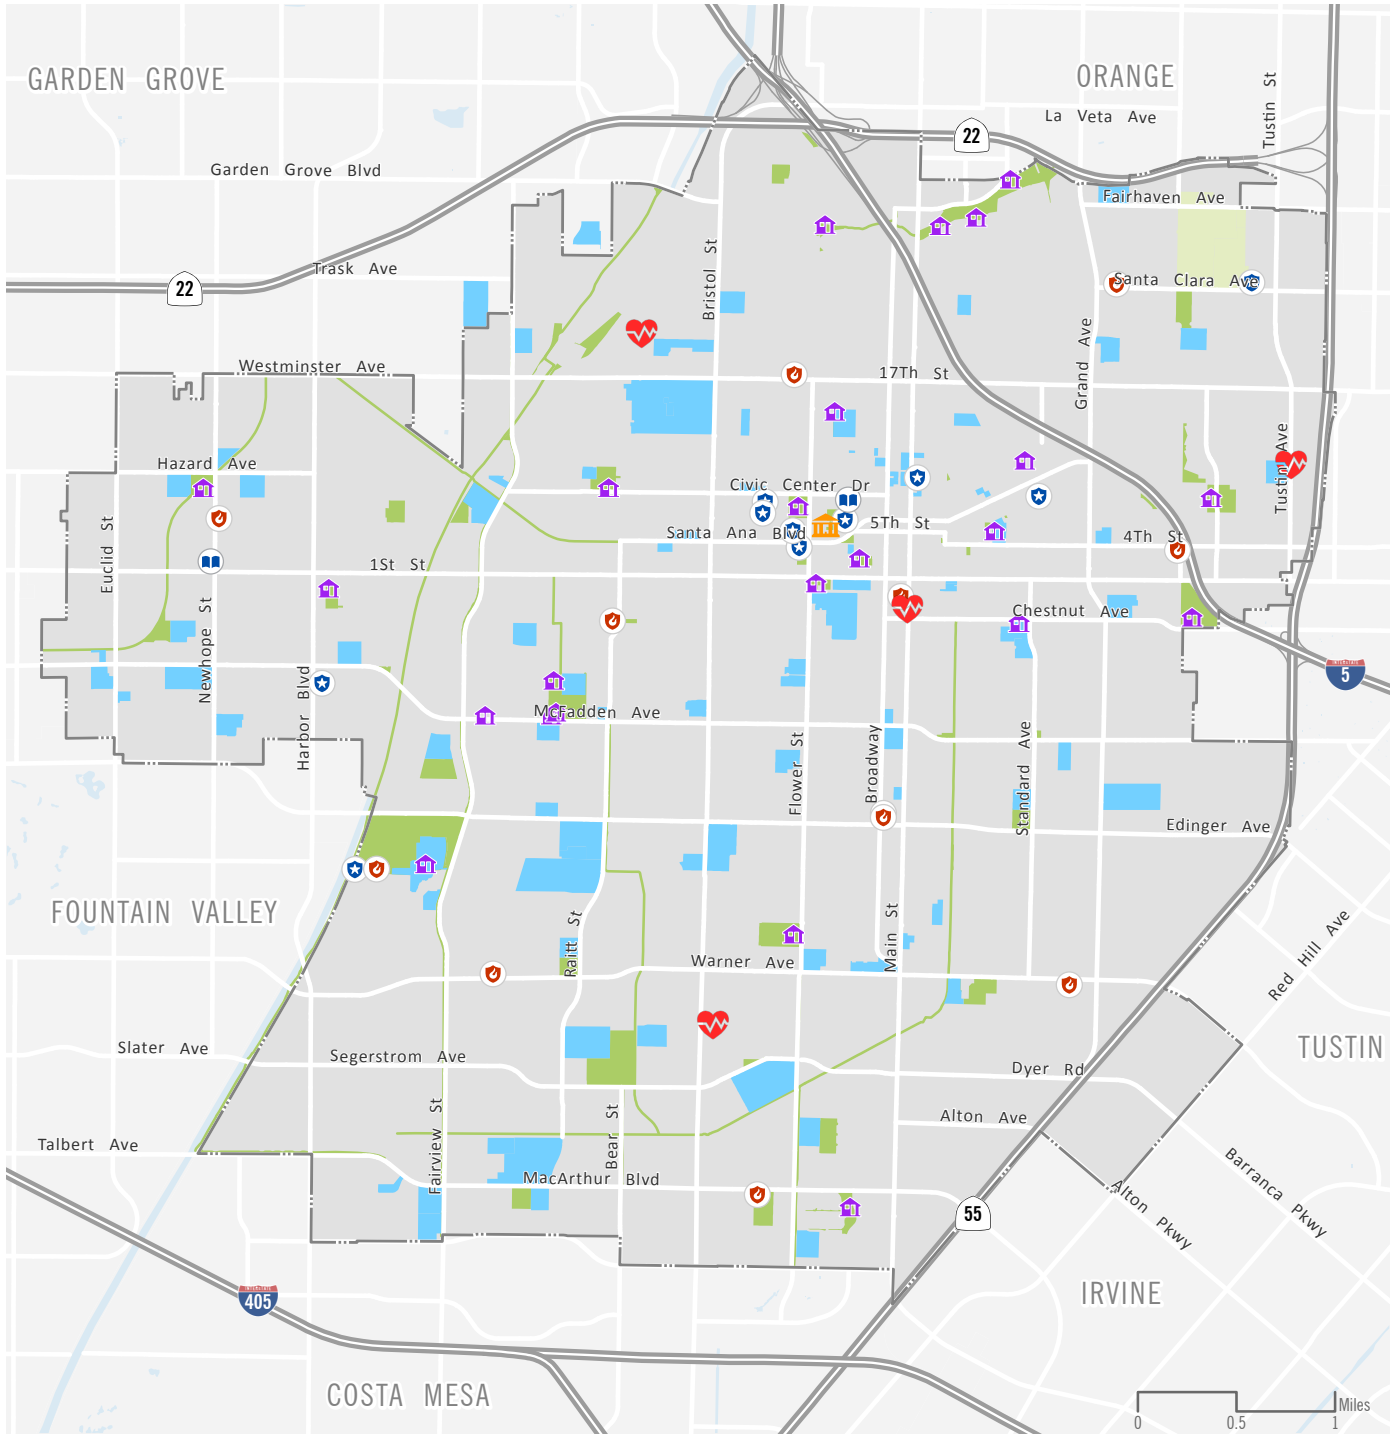 GARDEN GROVE
ORANGE
Tustin St
La Veta Ave
22
Garden Grove Blvd
Fairhaven Ave
Bristol St
Trask Ave
22
Santa Clara Ave
Grand Ave
Westminster Ave
17Th St
Tustin Ave
Hazard Ave
Civic Center Dr
Euclid St
Santa Ana Blvd
5Th St
4Th St
1St St
Newhope St
Chestnut Ave
Harbor Blvd
INTERSTATE
5
McFadden Ave
Flower St
Broadway
Standard Ave
Edinger Ave
FOUNTAIN VALLEY
Raitt St
Main St
Red Hill Ave
Warner Ave
TUSTIN
Slater Ave
Segerstrom Ave
Dyer Rd
Fairview St
Bear St
Alton Ave
Talbert Ave
MacArthur Blvd
Barranca Pkwy
Alton Pkwy
55
INTERSTATE
405
IRVINE
COSTA MESA
Miles
0 0.5 1